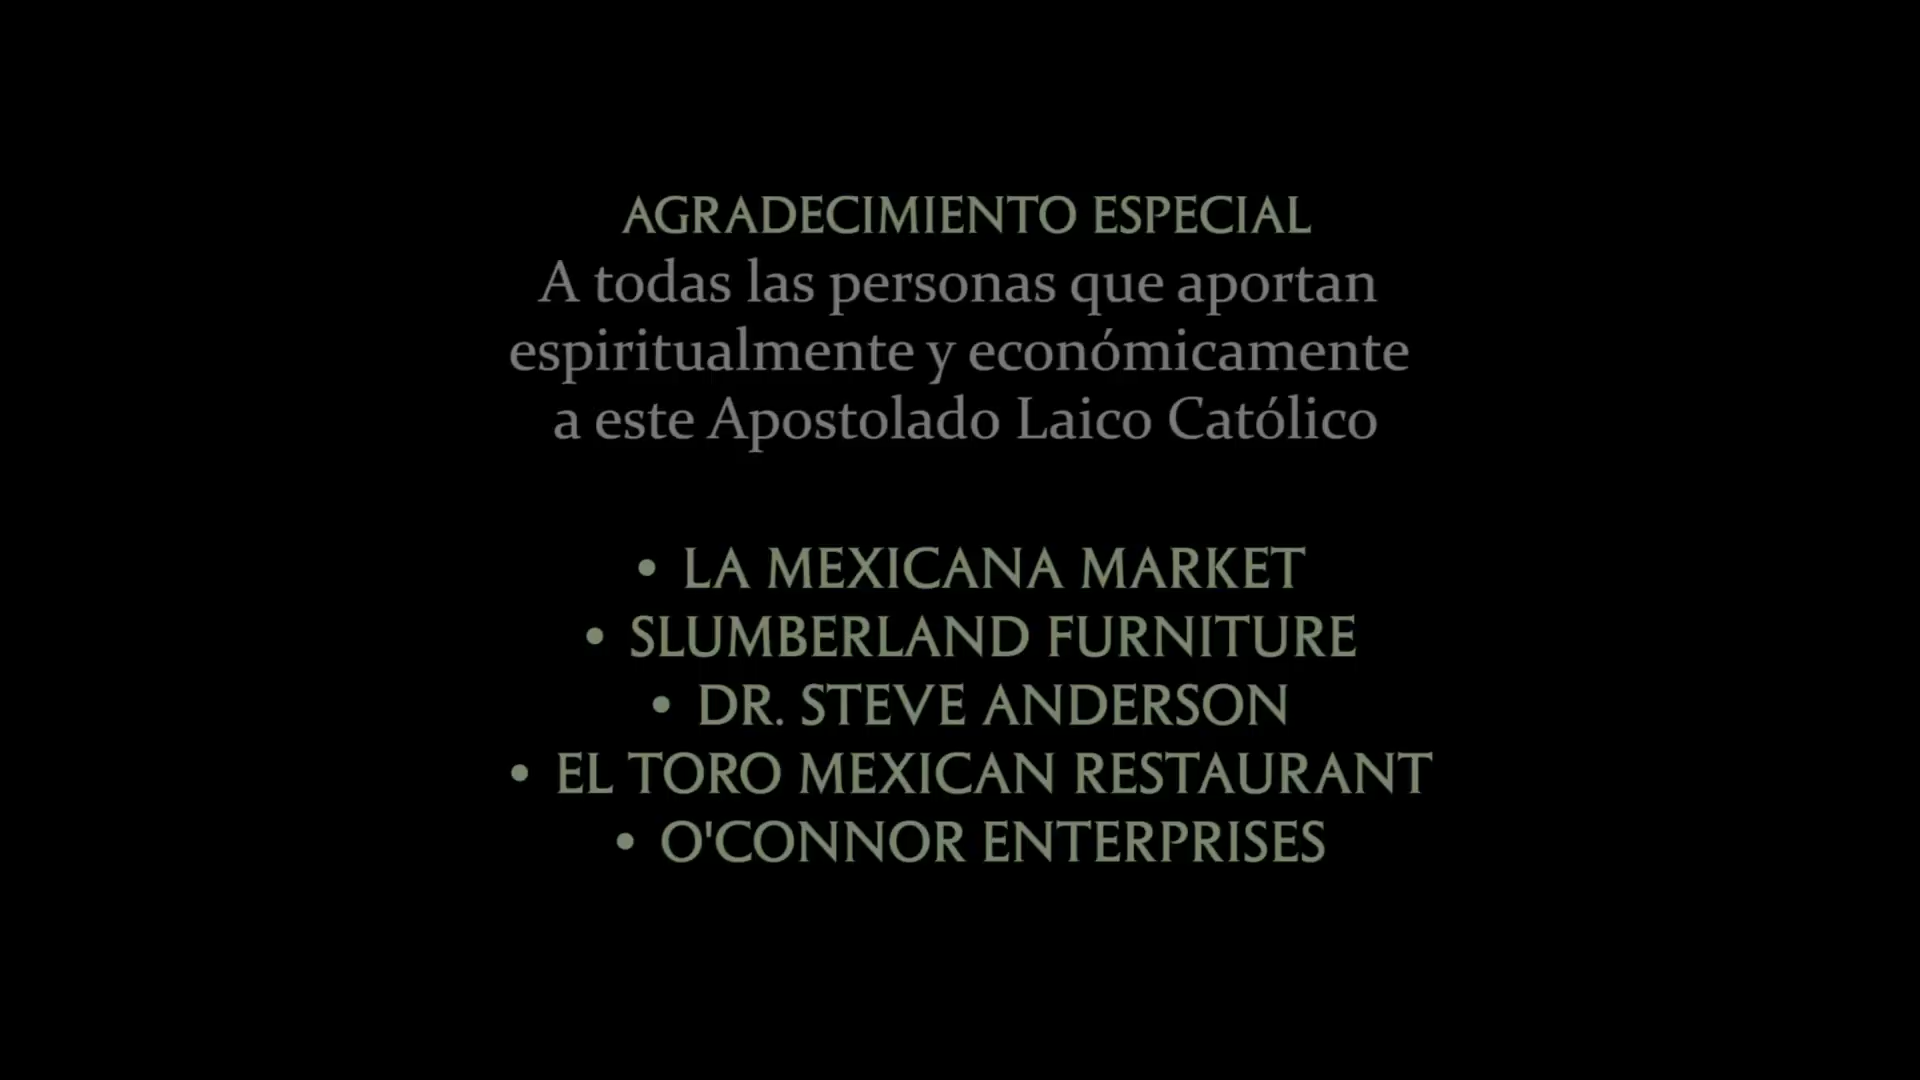 AGRADECIMIENTO ESPECIAL
A todas las personas que aportan
espiritualmente y económicamente
a este Apostolado Laico Católico
• LA MEXICANA MARKET
• SLUMBERLAND FURNITURE
• DR. STEVE ANDERSON
• EL TORO MEXICAN RESTAURANT
• O'CONNOR ENTERPRISES